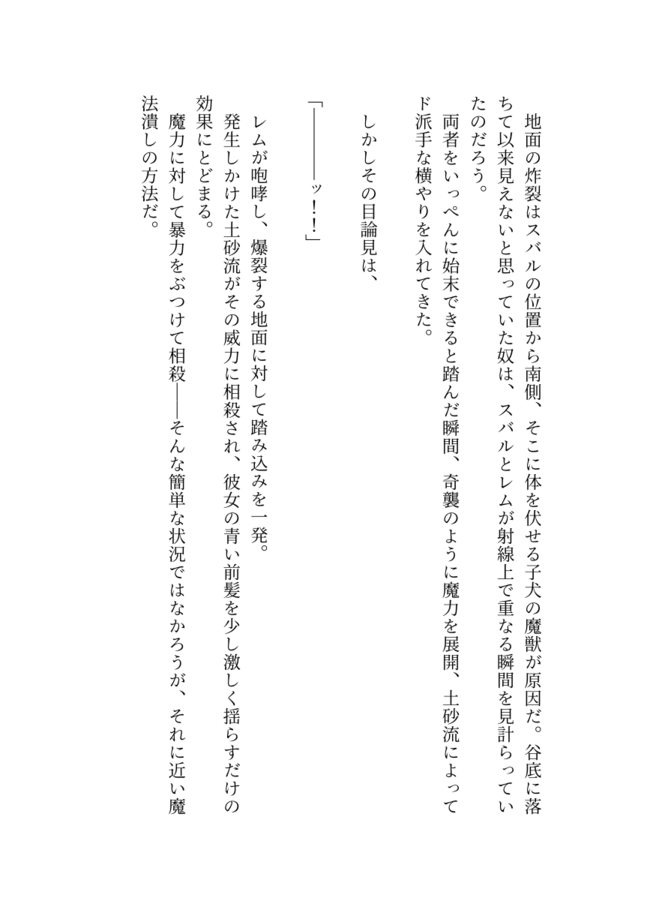 地面の炸裂はスバルの位置から南側、そこに体を伏せる子犬の魔獣が原因だ。谷底に落
ちて以来見えないと思っていた奴は、スバルとレムが射線上で重なる瞬間を見計らってい
たのだろう。
　両者をいっぺんに始末できると踏んだ瞬間、奇襲のように魔力を展開、土砂流によって
ド派手な横やりを入れてきた。
　しかしその目論見は、
「――――ッ！！」
　レムが咆哮し、爆裂する地面に対して踏み込みを一発。
　発生しかけた土砂流がその威力に相殺され、彼女の青い前髪を少し激しく揺らすだけの
効果にとどまる。
　魔力に対して暴力をぶつけて相殺――そんな簡単な状況ではなかろうが、それに近い魔
法潰しの方法だ。